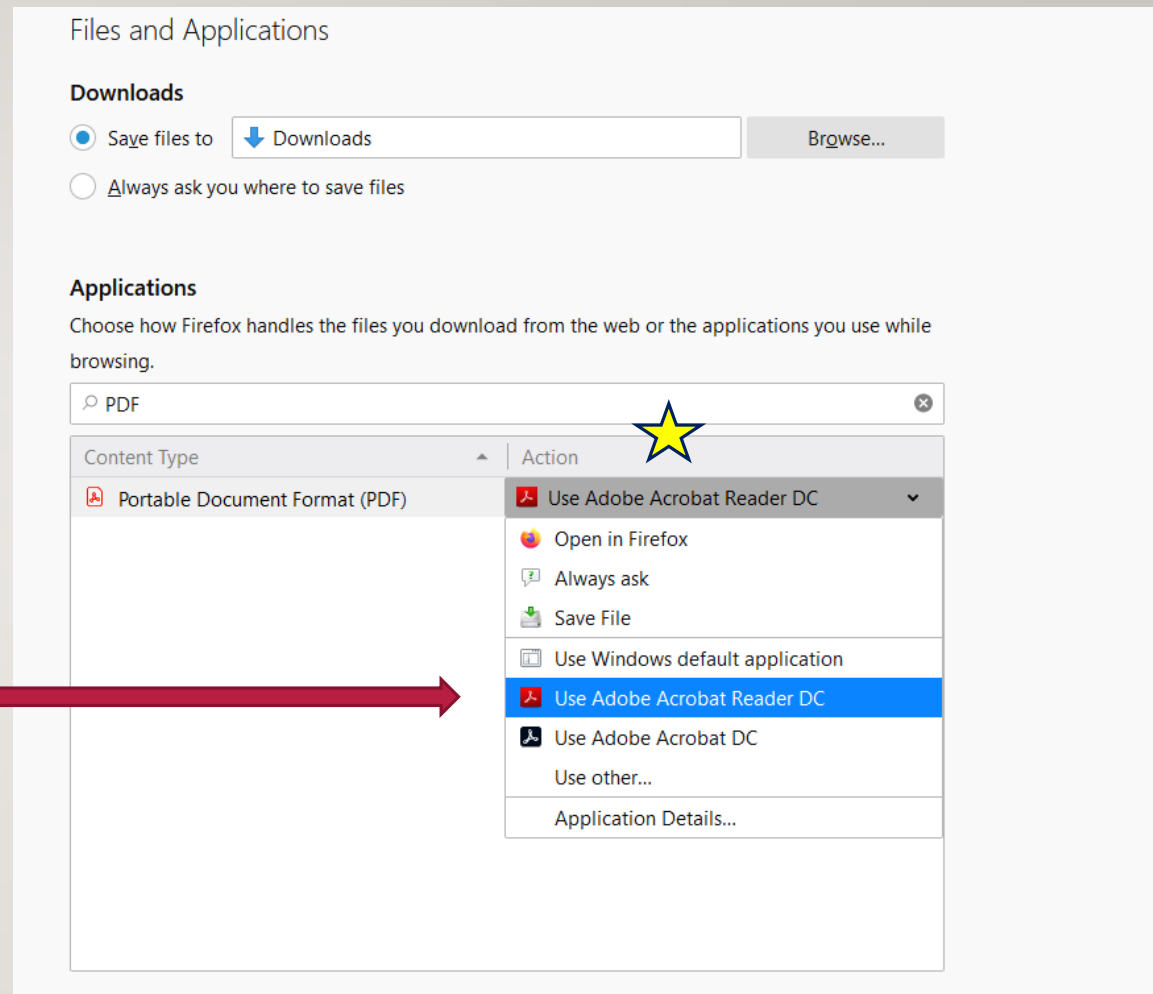 Files and Applications
Downloads
Save files to
Downloads
Browse...
Always ask you where to save files
Applications
Choose how Firefox handles the files you download from the web or the applications you use while
browsing.
PDF
Content Type
Action
Portable Document Format (PDF)
Use Adobe Acrobat Reader DC
Open in Firefox
Always ask
Save File
Use Windows default application
Use Adobe Acrobat Reader DC
Use Adobe Acrobat DC
Use other...
Application Details...